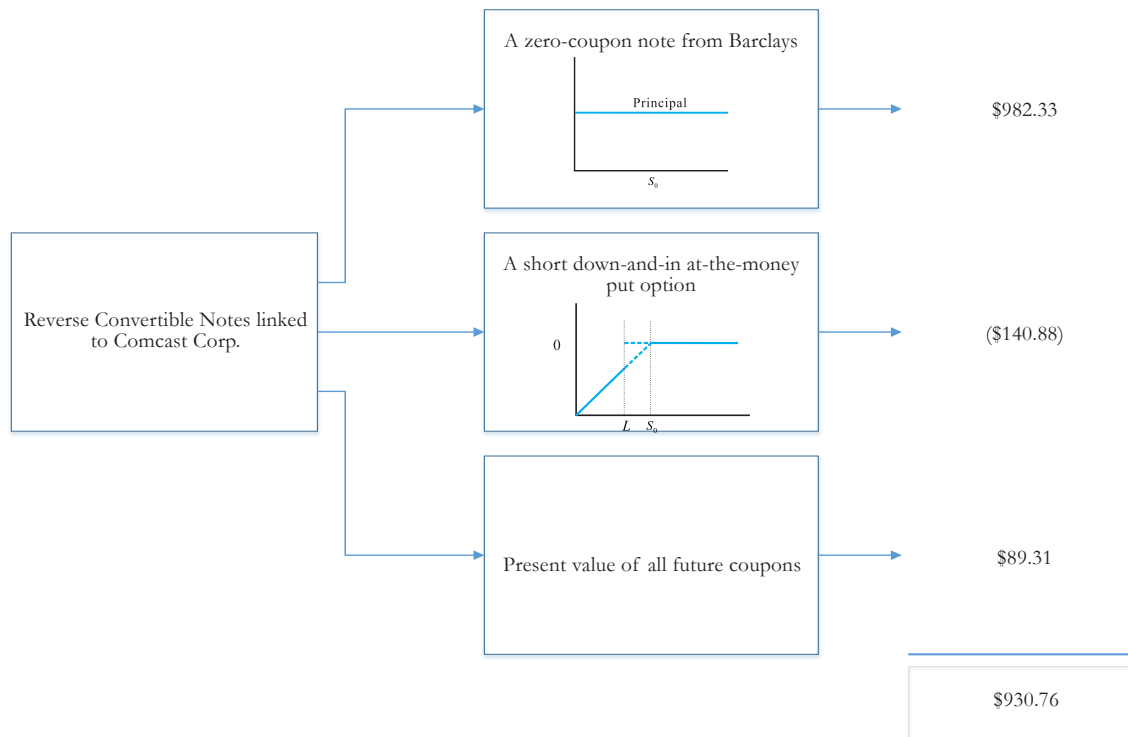 A zero-coupon note from Barclays
Principal
S₀
$982.33
Reverse Convertible Notes linked
to Comcast Corp.
A short down-and-in at-the-money
put option
0
L S₀
($140.88)
Present value of all future coupons
$89.31
$930.76